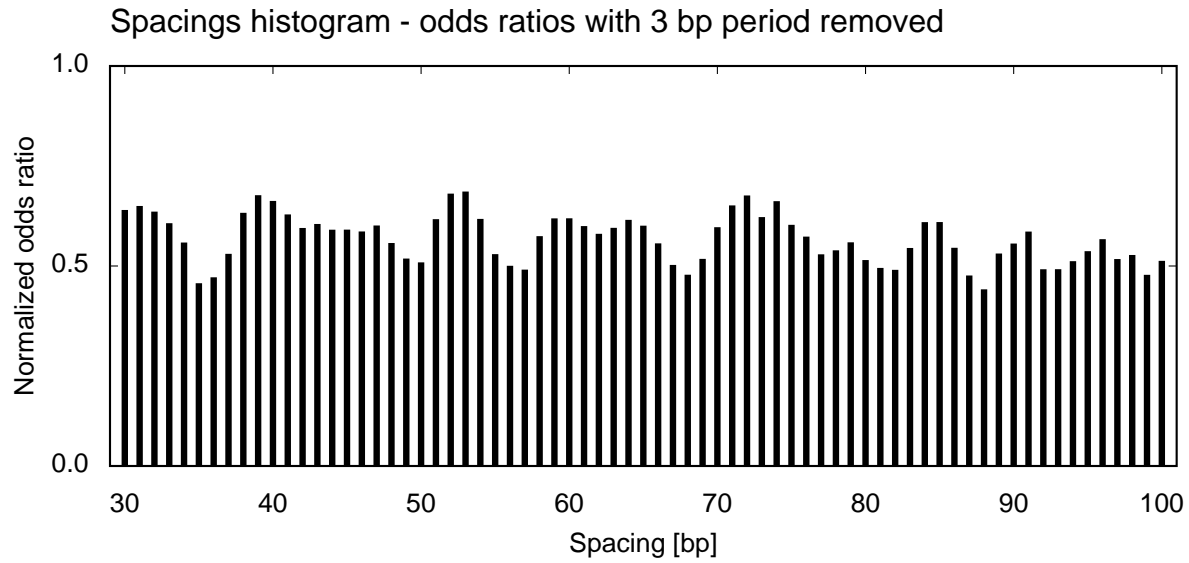 Spacings histogram - odds ratios with 3 bp period removed
1.0
0.5
0.0
Normalized odds ratio
30 40 50 60 70 80 90 100
Spacing [bp]